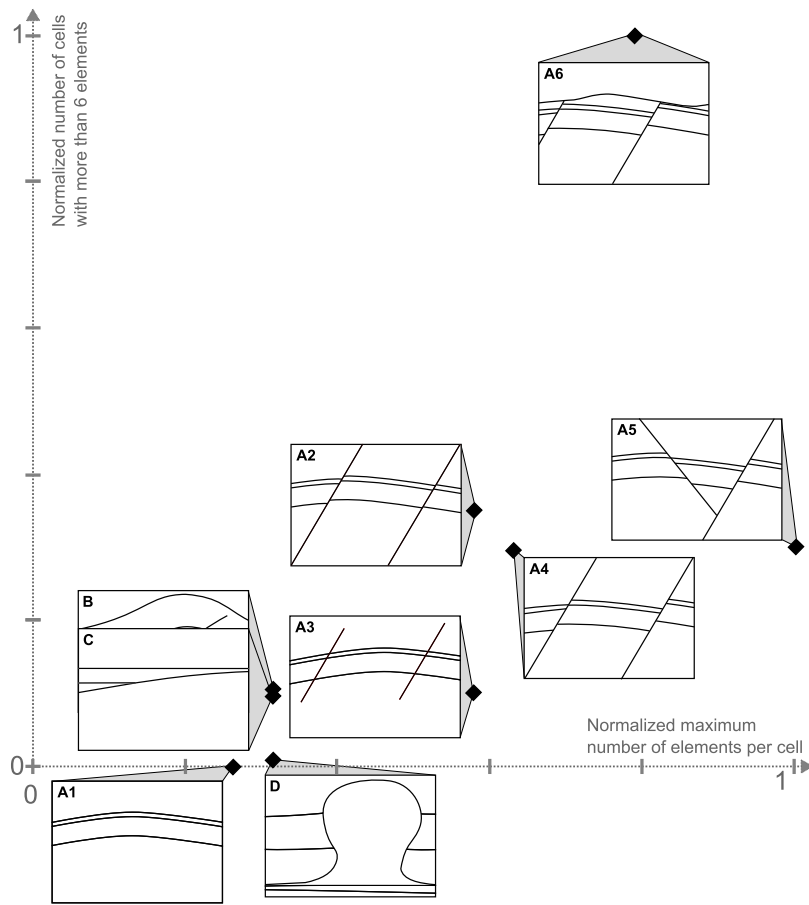 1
Normalized number of cells
with more than 6 elements
A6
A5
A2
A4
B
C
A3
Normalized maximum
number of elements per cell
0
0
1
A1
D